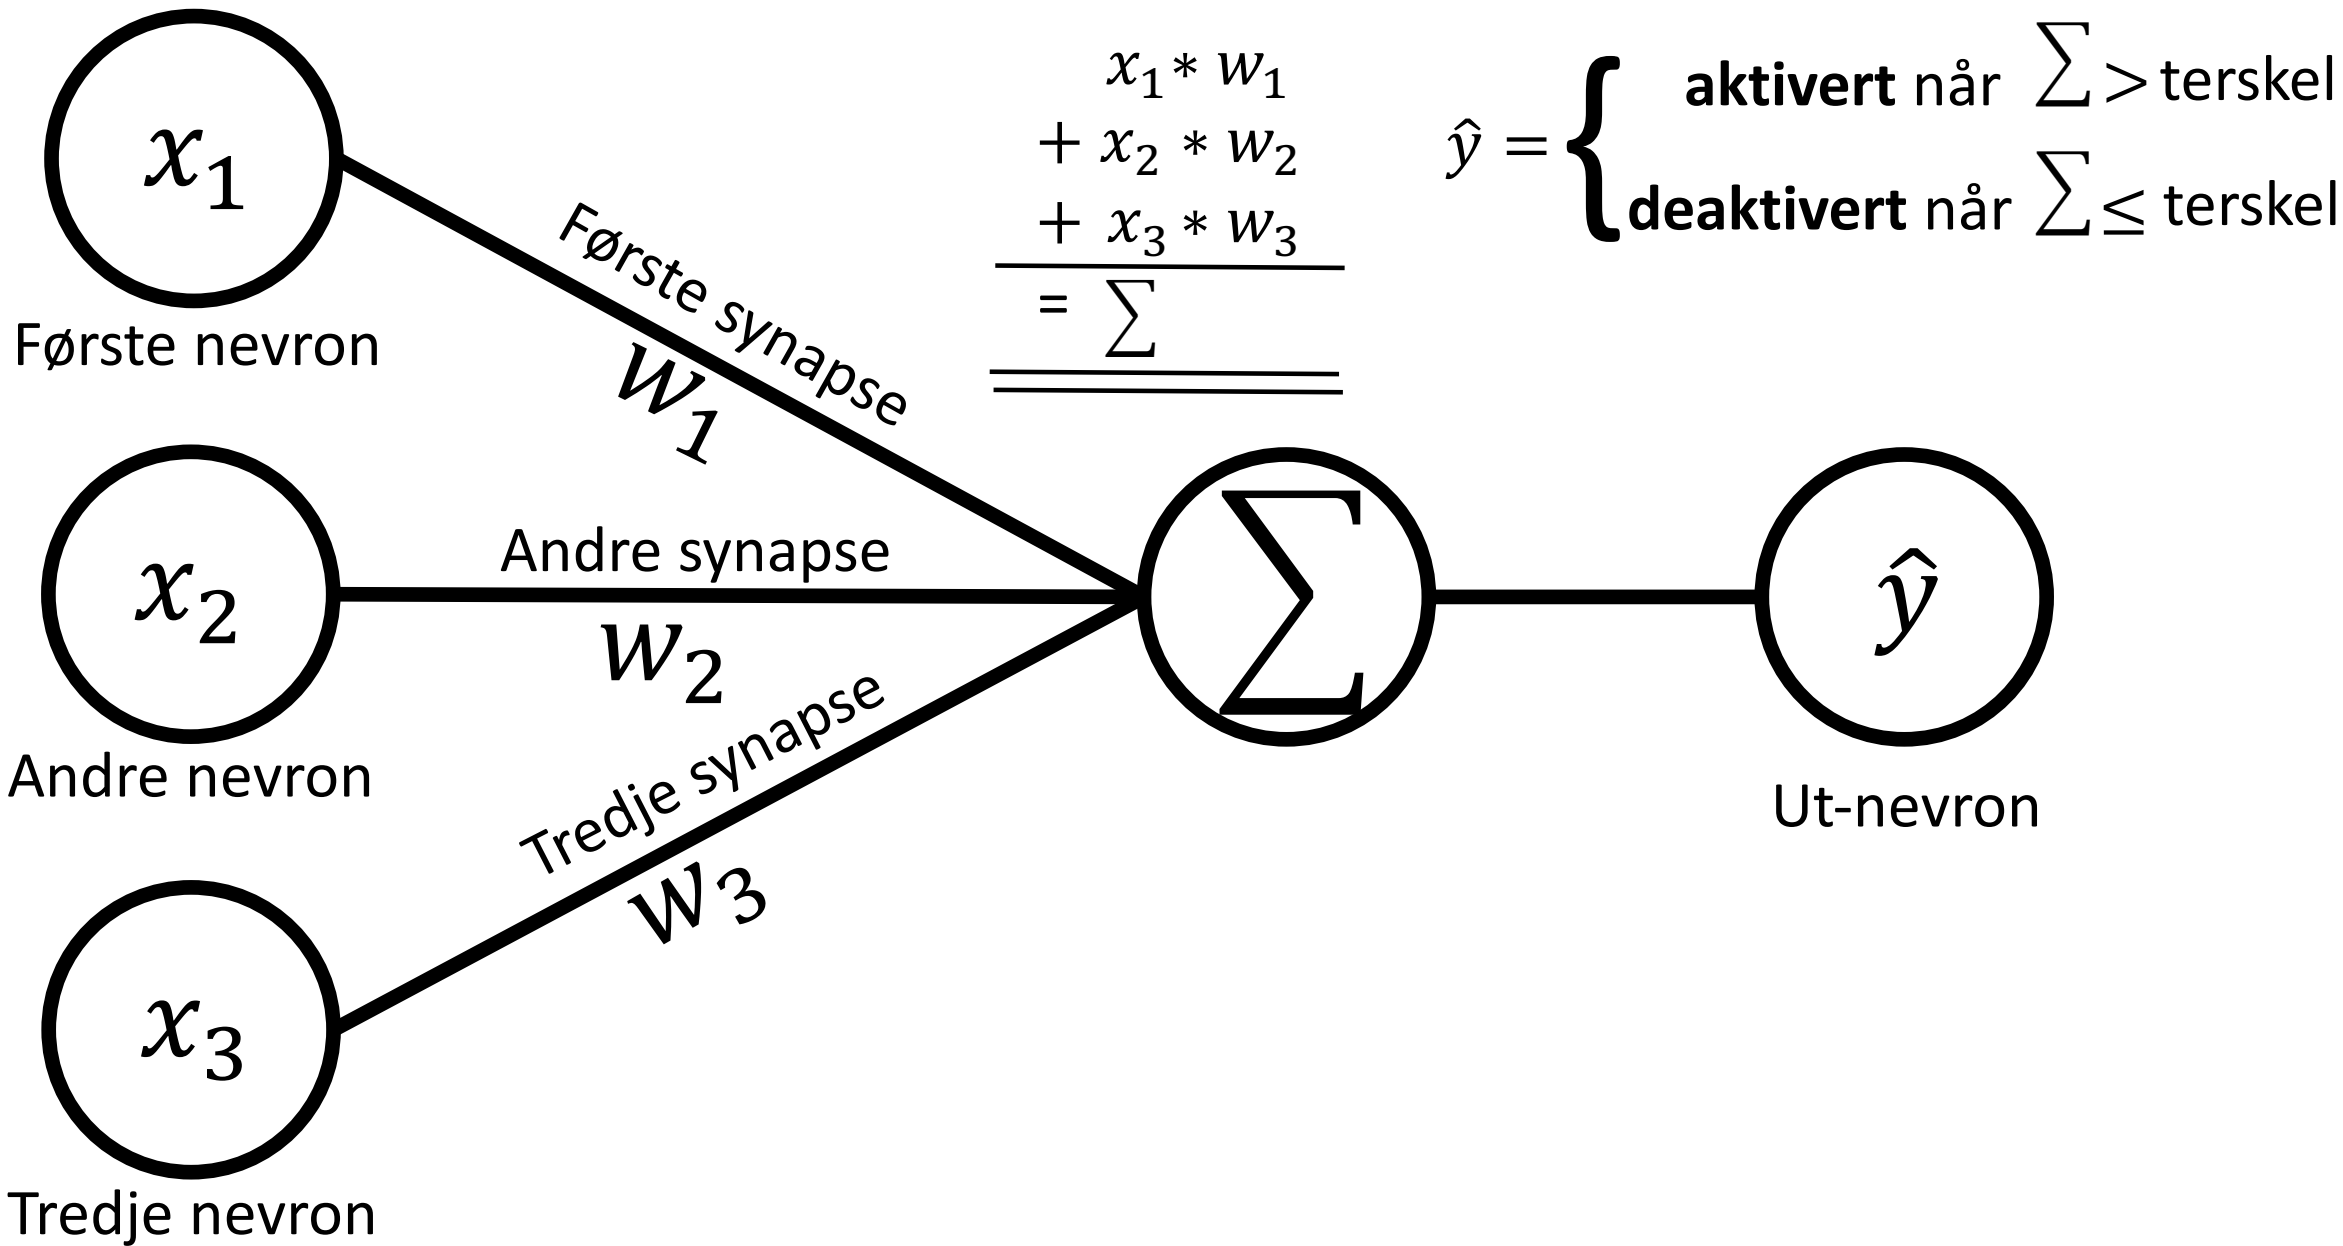 x₁
Første nevron
Første synapse
w₁
x₁ * w₁
+ x₂ * w₂
+ x₃ * w₃
= ∑
ŷ = {
aktivert når ∑ > terskel
deaktivert når ∑ ≤ terskel
x₂
Andre nevron
Andre synapse
w₂
∑
ŷ
Ut-nevron
Tredje synapse
w₃
x₃
Tredje nevron